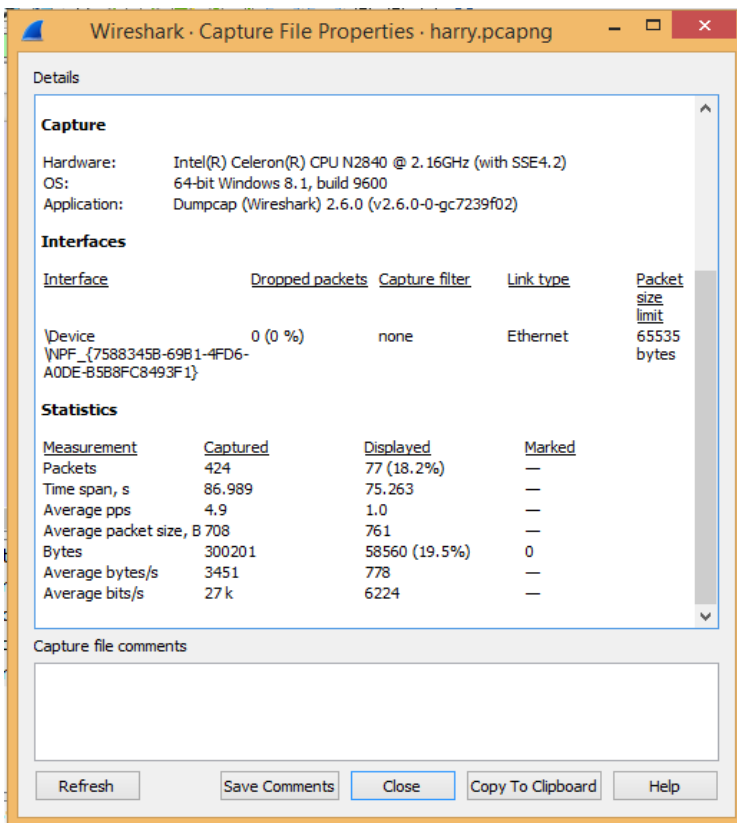 Wireshark · Capture File Properties · harry.pcapng
Details
Capture
Hardware: Intel(R) Celeron(R) CPU N2840 @ 2.16GHz (with SSE4.2)
OS: 64-bit Windows 8.1, build 9600
Application: Dumpcap (Wireshark) 2.6.0 (v2.6.0-0-gc7239f02)
Interfaces
Interface Dropped packets Capture filter Link type Packet
size
limit
\Device 0 (0 %) none Ethernet 65535
\NPF_{7588345B-69B1-4FD6- bytes
A0DE-B5B8FC8493F1}
Statistics
Measurement Captured Displayed Marked
Packets 424 77 (18.2%) —
Time span, s 86.989 75.263 —
Average pps 4.9 1.0 —
Average packet size, B 708 761 —
Bytes 300201 58560 (19.5%) 0
Average bytes/s 3451 778 —
Average bits/s 27 k 6224 —
Capture file comments
Refresh Save Comments Close Copy To Clipboard Help